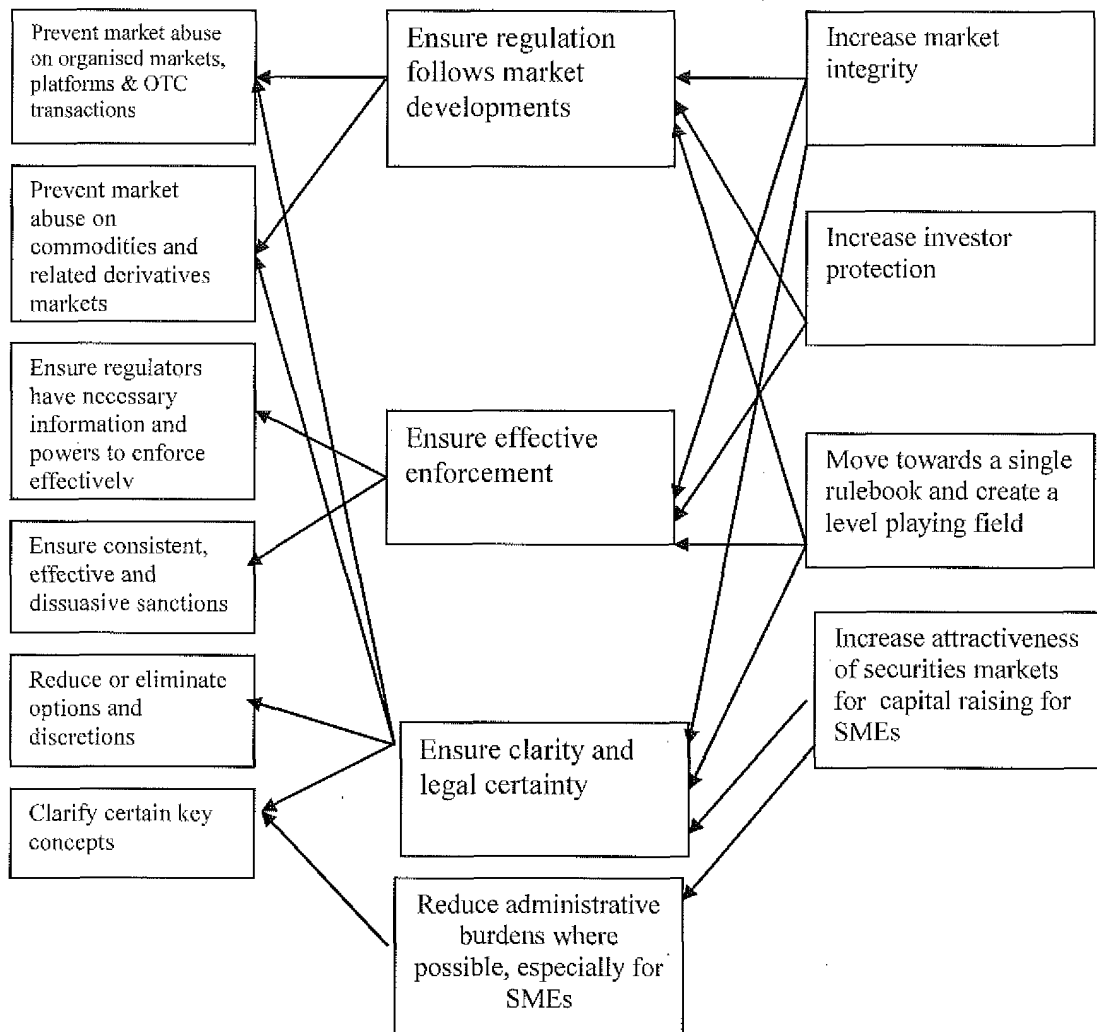 Prevent market abuse
on organised markets,
platforms & OTC
transactions
Prevent market
abuse on
commodities and
related derivatives
markets
Ensure regulators
have necessary
information and
powers to enforce
effectively
Ensure consistent,
effective and
dissuasive sanctions
Reduce or eliminate
options and
discretions
Clarify certain key
concepts
Ensure regulation
follows market
developments
Ensure effective
enforcement
Ensure clarity and
legal certainty
Reduce administrative
burdens where
possible, especially for
SMEs
Increase market
integrity
Increase investor
protection
Move towards a single
rulebook and create a
level playing field
Increase attractiveness
of securities markets
for capital raising for
SMEs